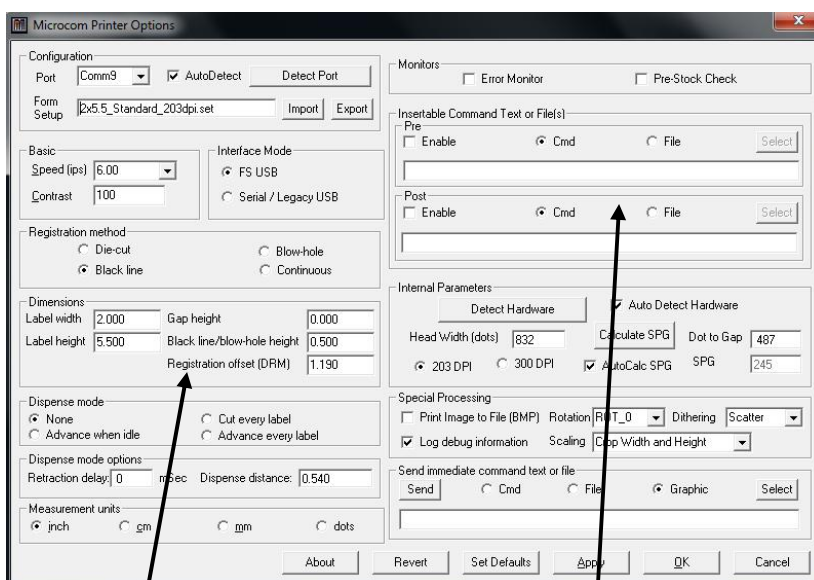 Microcom Printer Options
X
Configuration
Port Comm9 AutoDetect Detect Port
Form Setup 2x5.5_Standard_203dpi.set Import Export
Basic
Speed (ips) 6.00
Contrast 100
Interface Mode
FS USB
Serial / Legacy USB
Registration method
Die-cut Blow-hole
Black line Continuous
Dimensions
Label width 2.000 Gap height 0.000
Label height 5.500 Black line/blow-hole height 0.500
Registration offset (DRM) 1.190
Dispense mode
None Cut every label
Advance when idle Advance every label
Dispense mode options
Retraction delay: 0 mSec Dispense distance: 0.540
Measurement units
inch cm mm dots
Monitors
Error Monitor Pre-Stock Check
Insertable Command Text or File(s)
Pre
Enable Cmd File Select
Post
Enable Cmd File Select
Internal Parameters
Detect Hardware Auto Detect Hardware
Head Width (dots) 832 Calculate SPG Dot to Gap 487
203 DPI 300 DPI AutoCalc SPG SPG 245
Special Processing
Print Image to File (BMP) Rotation ROT_0 Dithering Scatter
Log debug information Scaling Crop Width and Height
Send immediate command text or file
Send Cmd File Graphic Select
About Revert Set Defaults Apply OK Cancel